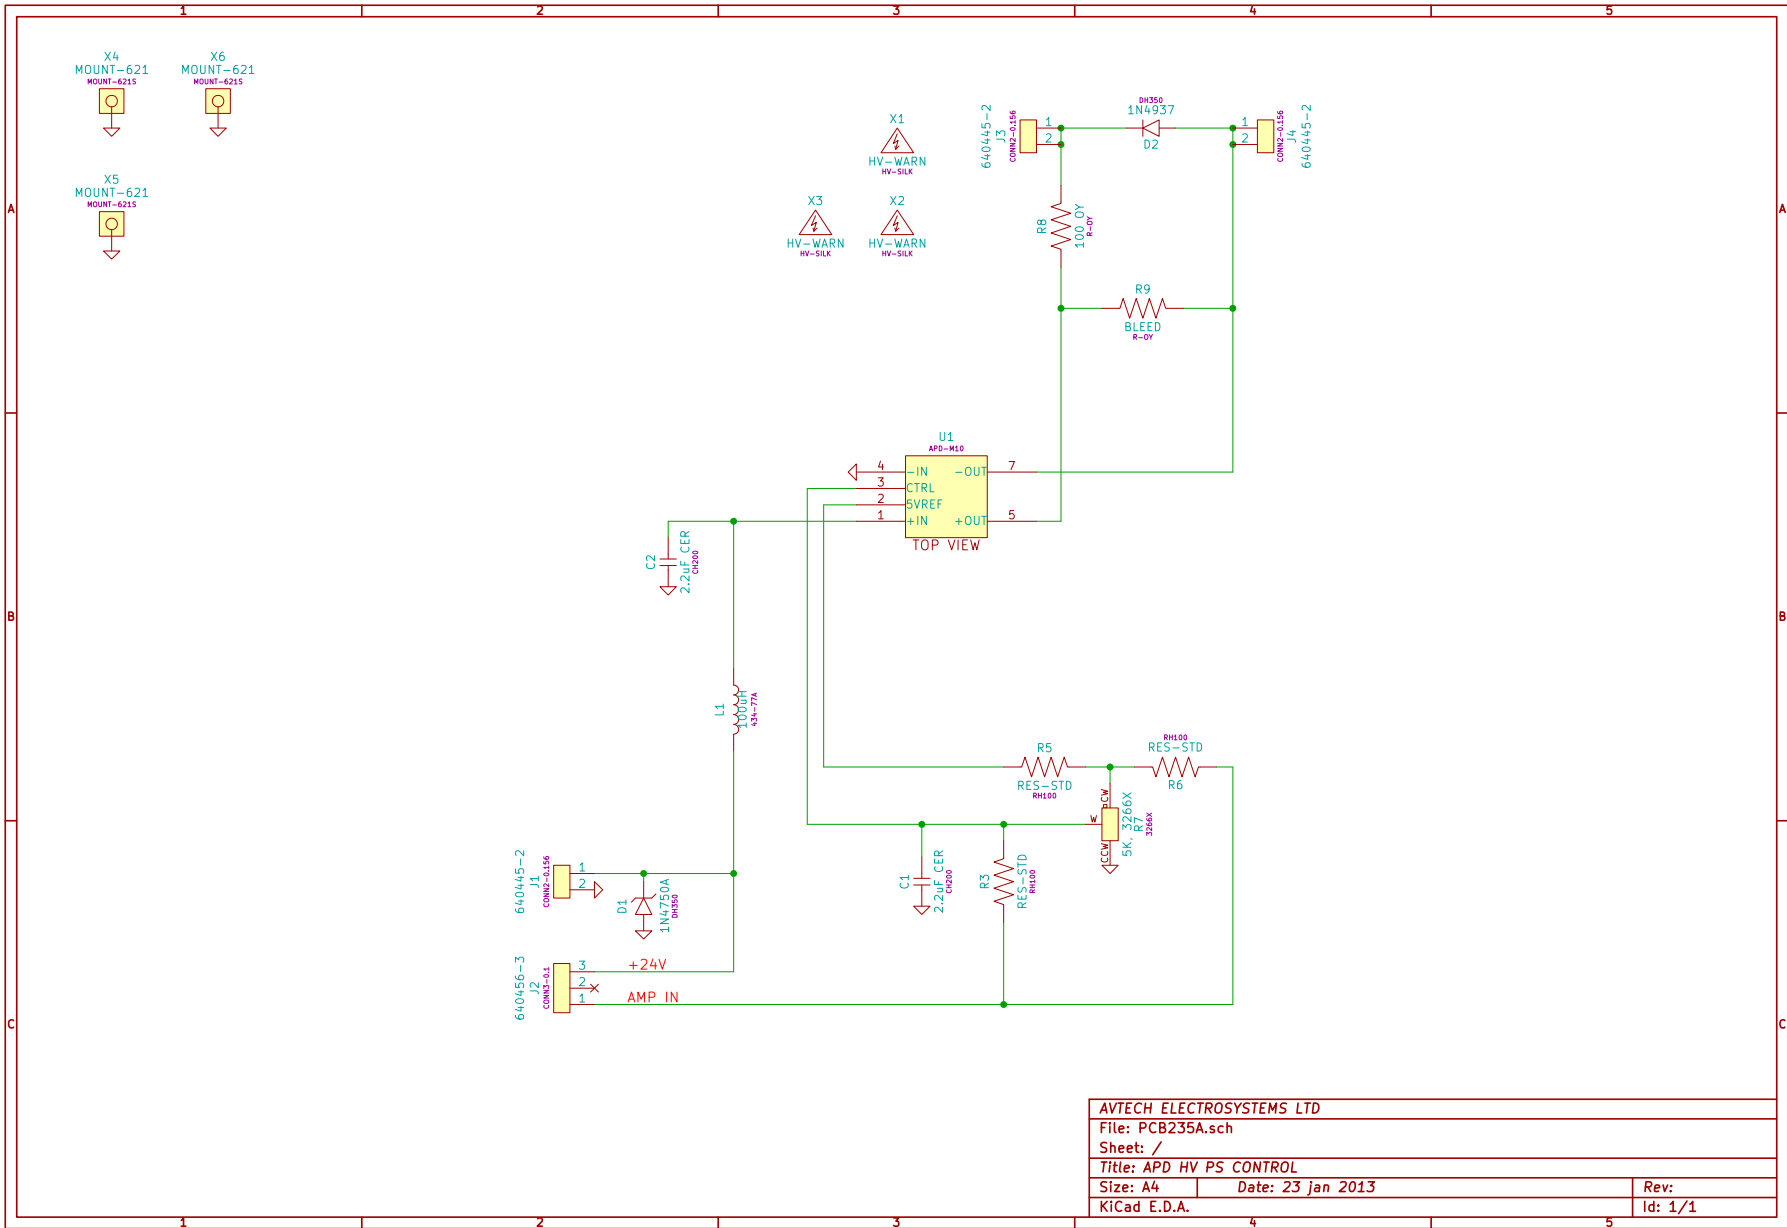 1 2 3 4 5
X4
MOUNT-621
MOUNT-621S
X6
MOUNT-621
MOUNT-621S
X5
MOUNT-621
MOUNT-621S
X1
HV-WARN
HV-SILK
X3
HV-WARN
HV-SILK
X2
HV-WARN
HV-SILK
640445-2
J3
CONN2-0.156
1
2
DH350
1N4937
D2
1
2
CONN2-0.156
J4
640445-2
A
A
R8
100 OY
R-OY
R9
BLEED
R-OY
U1
APD-M10
4 -IN -OUT 7
3 CTRL
2 5VREF
1 +IN +OUT 5
TOP VIEW
C2
2.2uF CER
CH200
B
B
L1
100uH
434-77A
R5
RES-STD
RH100
RH100
RES-STD
R6
CW
W
CCW
5K, 3266X
R7
3266X
640445-2
J1
CONN2-0.156
1
2
D1
1N4750A
DH350
C1
2.2uF CER
CH200
R3
RES-STD
RH100
640456-3
J2
CONN3-0.1
3 +24V
2
1 AMP IN
C
C
AVTECH ELECTROSYSTEMS LTD
File: PCB235A.sch
Sheet: /
Title: APD HV PS CONTROL
Size: A4 Date: 23 jan 2013 Rev:
KiCad E.D.A. Id: 1/1
1 2 3 4 5